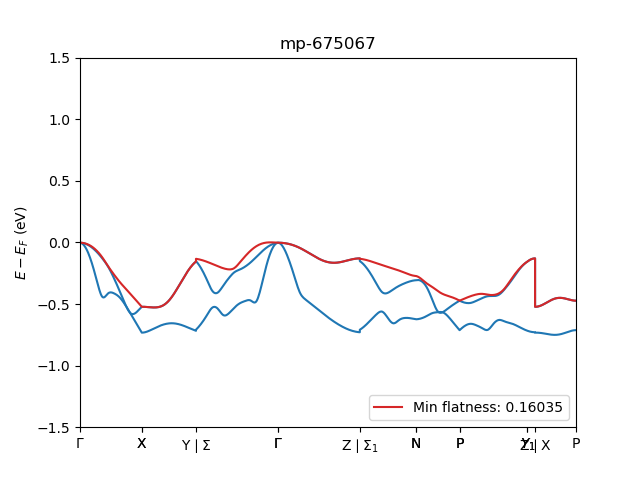 mp-675067
E − E_F (eV)
1.5
1.0
0.5
0.0
−0.5
−1.0
−1.5
Min flatness: 0.16035
Γ X Y | Σ Γ Z | Σ₁ N P Y₁ Z | X P